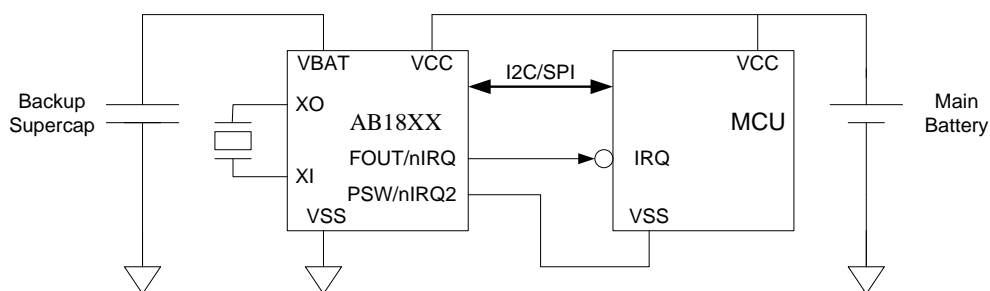 VBAT
VCC
I2C/SPI
VCC
Backup
Supercap
XO
AB18XX
MCU
Main
Battery
FOUT/nIRQ
IRQ
XI
PSW/nIRQ2
VSS
VSS